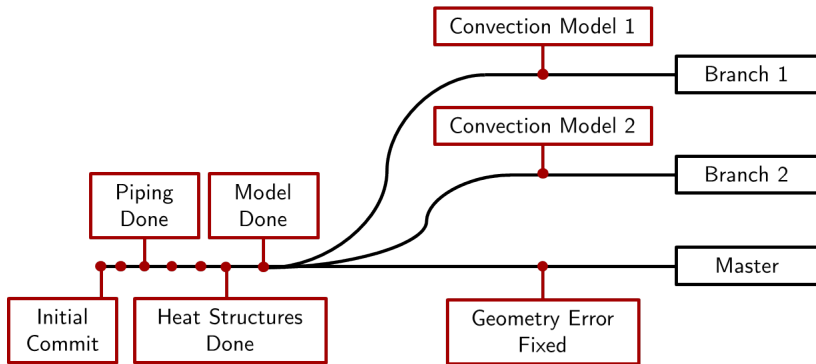 Convection Model 1
Branch 1
Convection Model 2
Branch 2
Piping
Done
Model
Done
Master
Initial
Commit
Heat Structures
Done
Geometry Error
Fixed